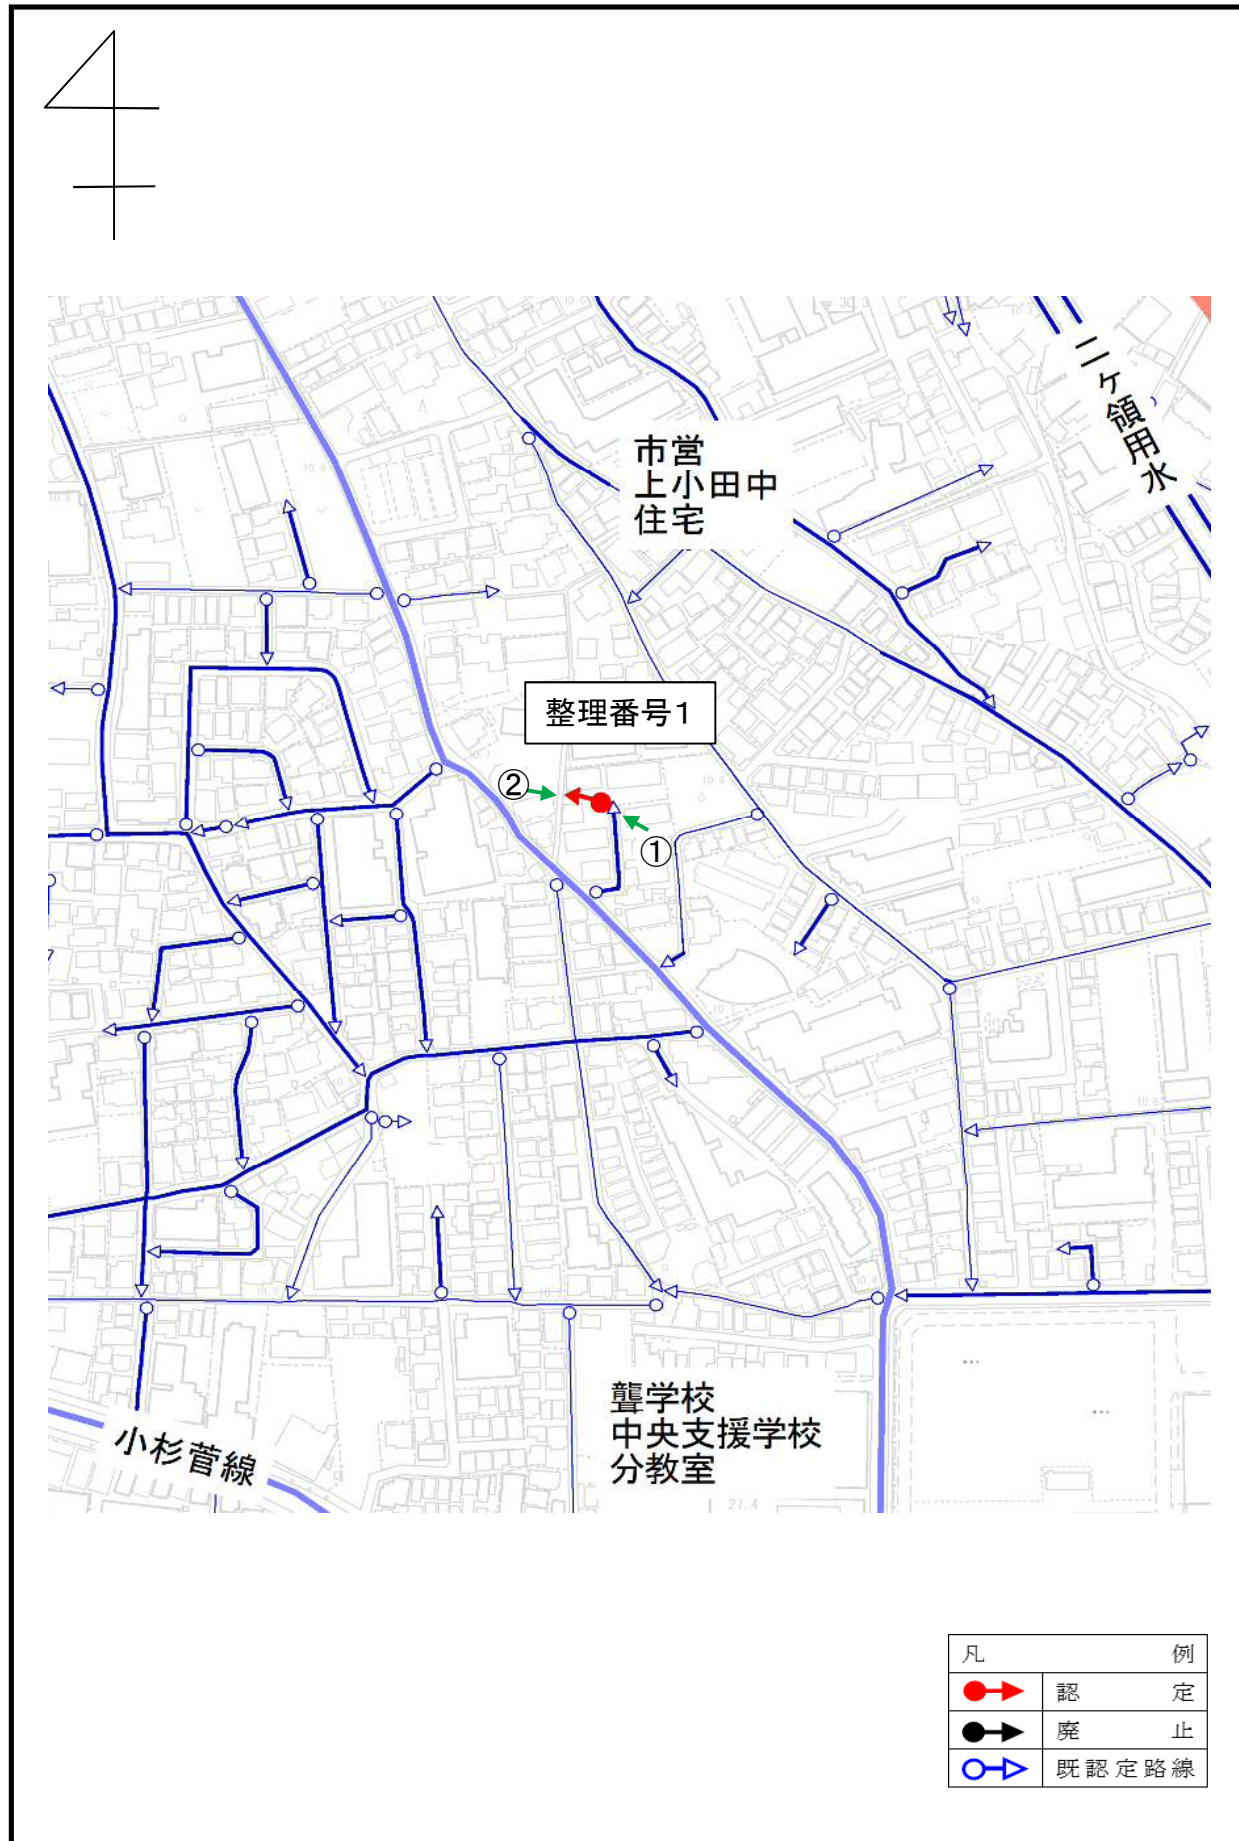 二ヶ領用水
市営
上小田中
住宅
整理番号1
②
①
聾学校
中央支援学校
分教室
小杉菅線
27.4
凡例
認定
廃止
既認定路線